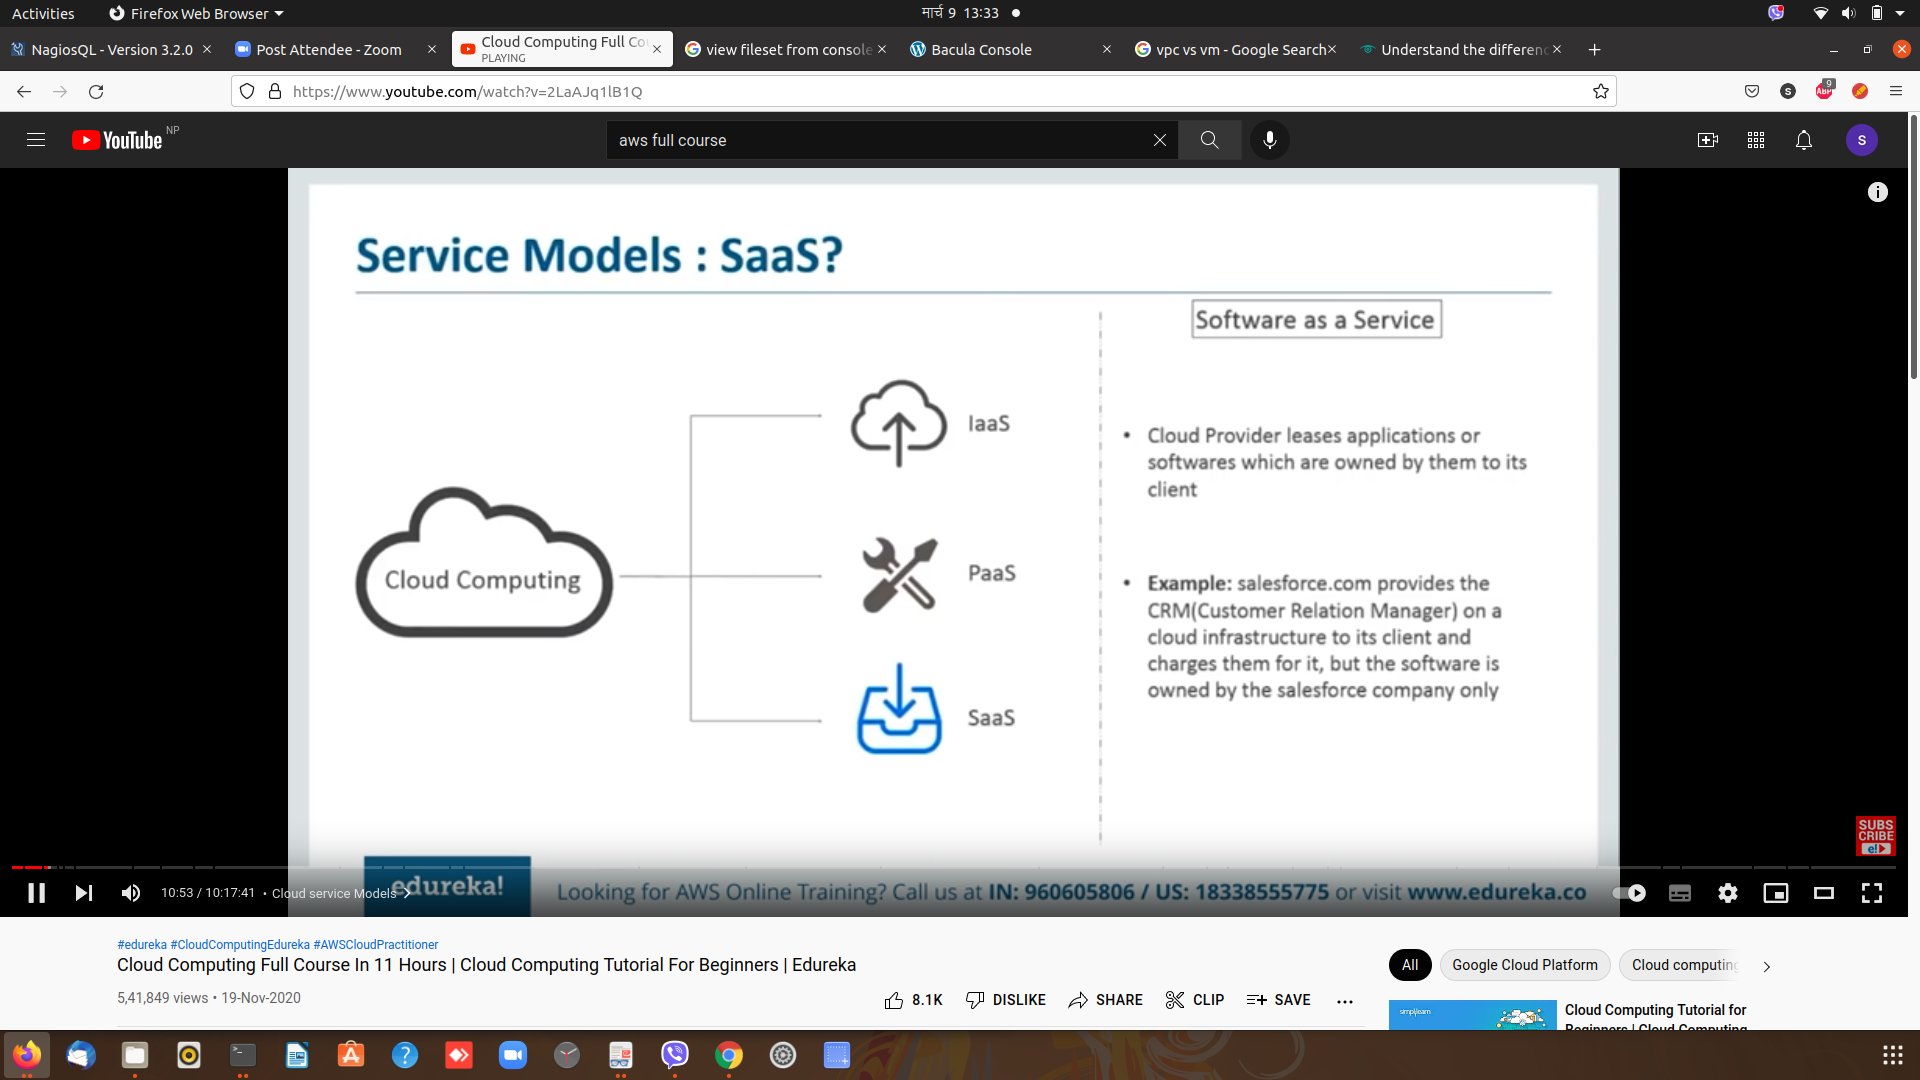 Activities
Firefox Web Browser
मार्च 9 13:33
NagiosQL - Version 3.2.0
Post Attendee - Zoom
Cloud Computing Full Co
PLAYING
view fileset from console
Bacula Console
vpc vs vm - Google Search
Understand the differenc
https://www.youtube.com/watch?v=2LaAJq1lB1Q
S
ABP
9
YouTube NP
aws full course
S
Service Models : SaaS?
Software as a Service
IaaS
• Cloud Provider leases applications or
softwares which are owned by them to its
client
Cloud Computing
PaaS
• Example: salesforce.com provides the
CRM(Customer Relation Manager) on a
cloud infrastructure to its client and
charges them for it, but the software is
owned by the salesforce company only
SaaS
SUBS
CRIBE
e!
10:53 / 10:17:41 • Cloud service Models
edureka!
Looking for AWS Online Training? Call us at IN: 960605806 / US: 18338555775 or visit www.edureka.co
#edureka #CloudComputingEdureka #AWSCloudPractitioner
Cloud Computing Full Course In 11 Hours | Cloud Computing Tutorial For Beginners | Edureka
5,41,849 views • 19-Nov-2020
8.1K
DISLIKE
SHARE
CLIP
SAVE
All
Google Cloud Platform
Cloud computing
simplilearn
Cloud Computing Tutorial for
Beginners | Cloud Computing